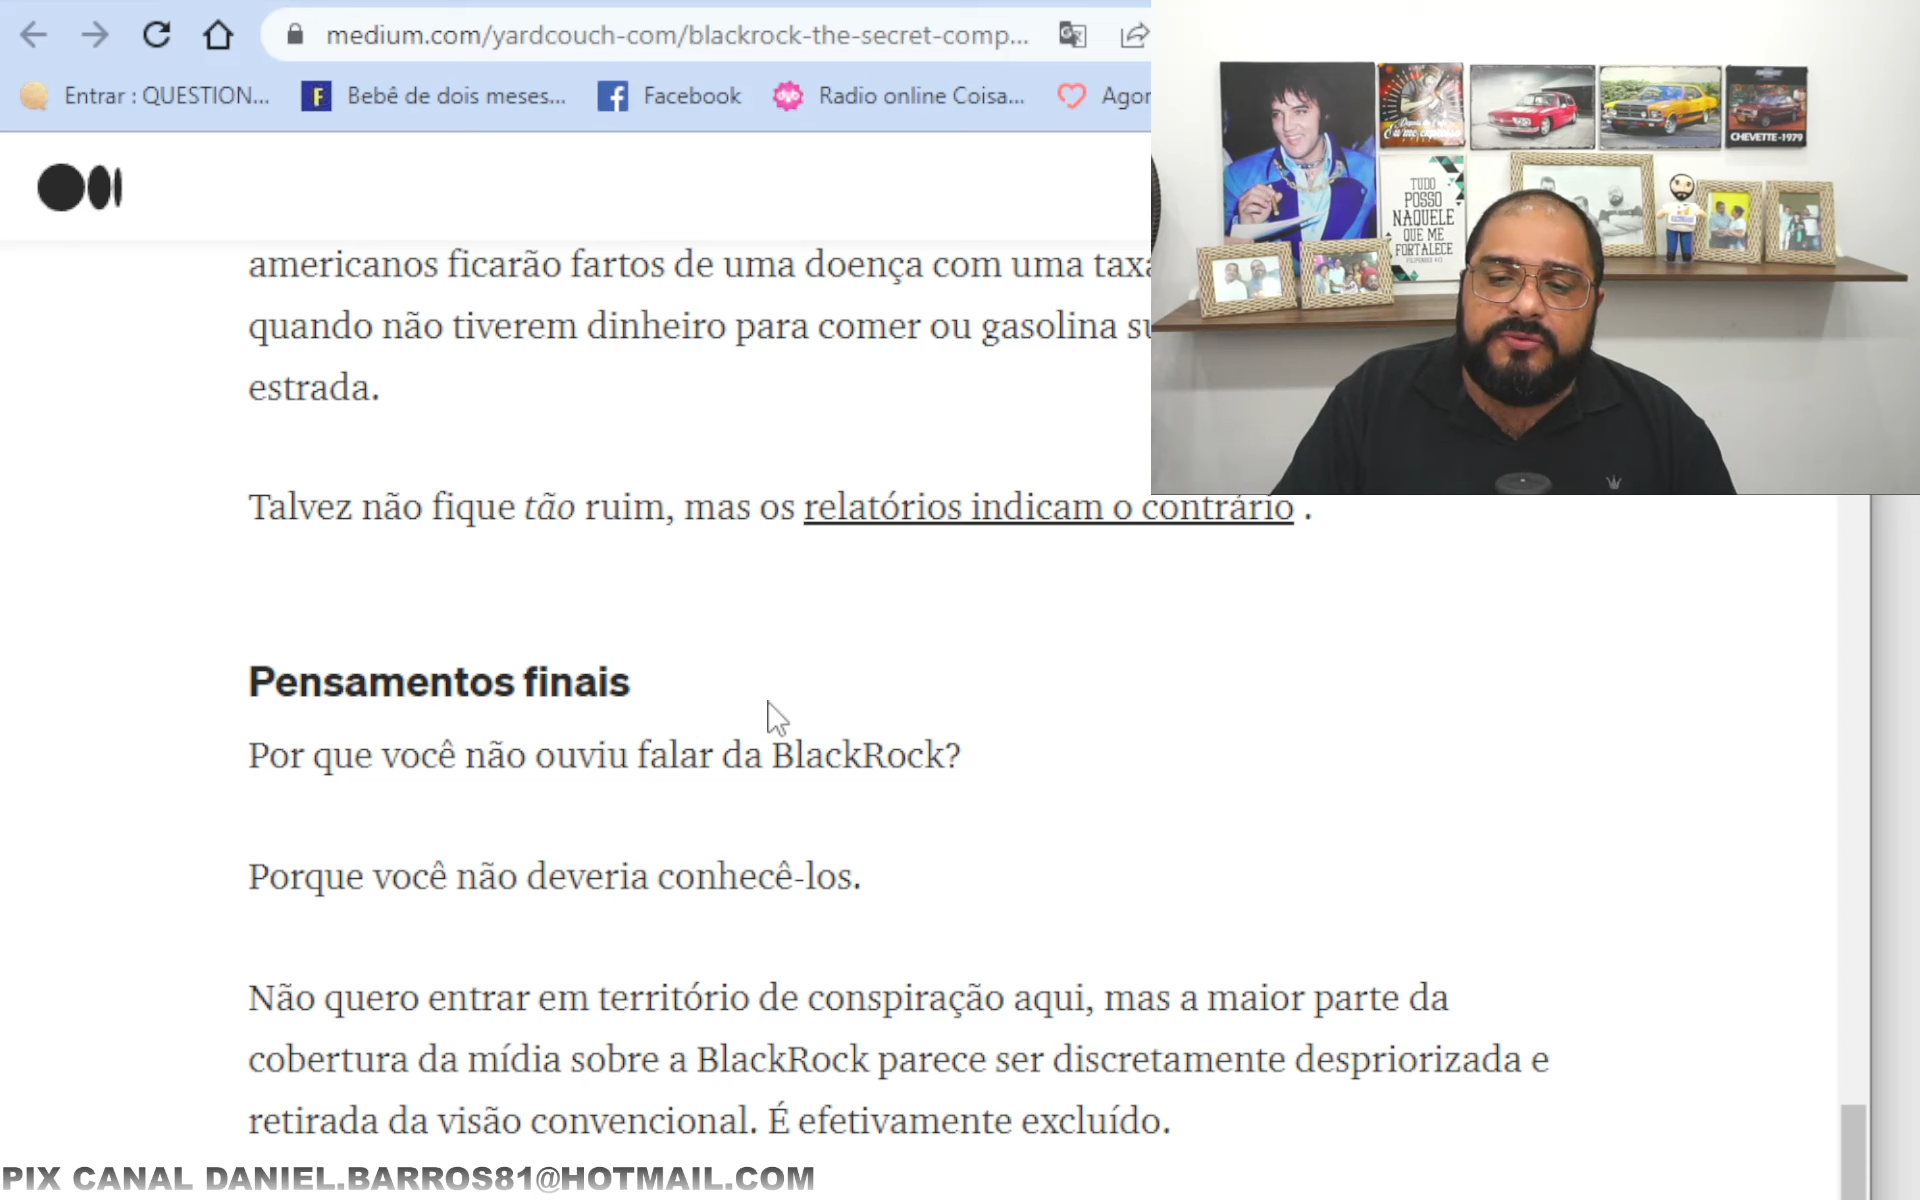 medium.com/yardcouch-com/blackrock-the-secret-comp...
Entrar : QUESTION... F Bebê de dois meses... Facebook dvb Radio online Coisa... Agor
americanos ficarão fartos de uma doença com uma taxa
quando não tiverem dinheiro para comer ou gasolina su
estrada.
Talvez não fique tão ruim, mas os relatórios indicam o contrário .
Pensamentos finais
Por que você não ouviu falar da BlackRock?
Porque você não deveria conhecê-los.
Não quero entrar em território de conspiração aqui, mas a maior parte da
cobertura da mídia sobre a BlackRock parece ser discretamente despriorizada e
retirada da visão convencional. É efetivamente excluído.
PIX CANAL DANIEL.BARROS81@HOTMAIL.COM
CHEVETTE-1979
TUDO
POSSO
NAQUELE
QUE ME
FORTALECE